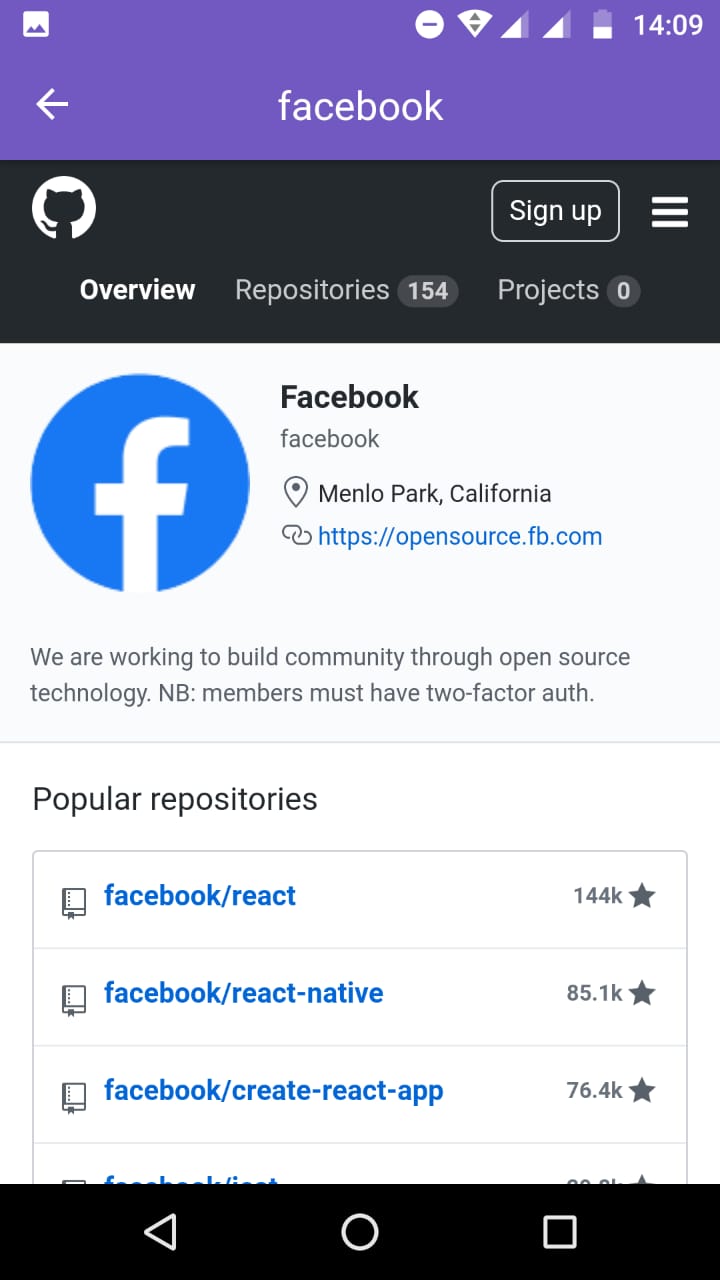 14:09
facebook
Sign up
Overview Repositories 154 Projects 0
Facebook
facebook
Menlo Park, California
https://opensource.fb.com
We are working to build community through open source
technology. NB: members must have two-factor auth.
Popular repositories
facebook/react 144k
facebook/react-native 85.1k
facebook/create-react-app 76.4k